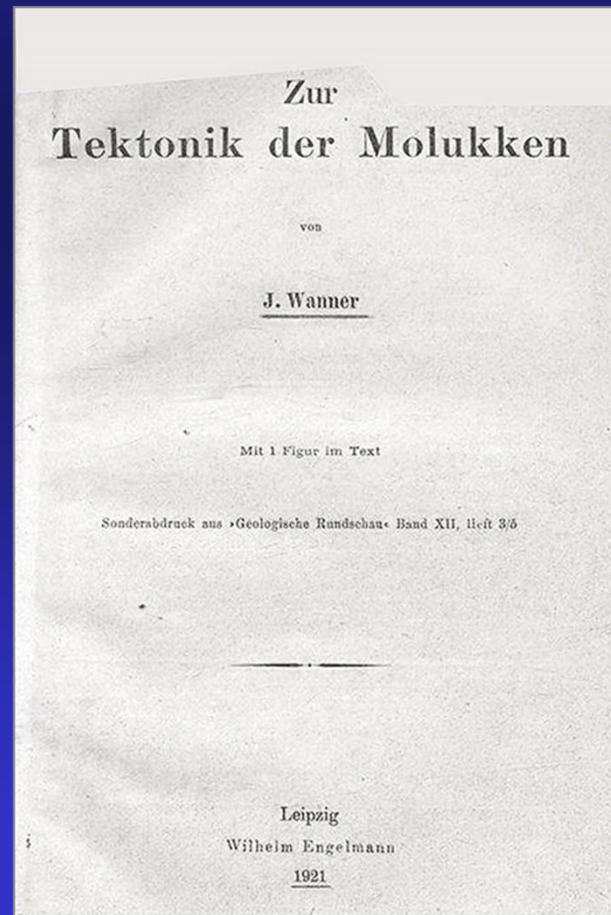 Zur
Tektonik der Molukken
von
J. Wanner
Mit 1 Figur im Text
Sonderabdruck aus »Geologische Rundschau« Band XII, Heft 3/5
Leipzig
Wilhelm Engelmann
1921